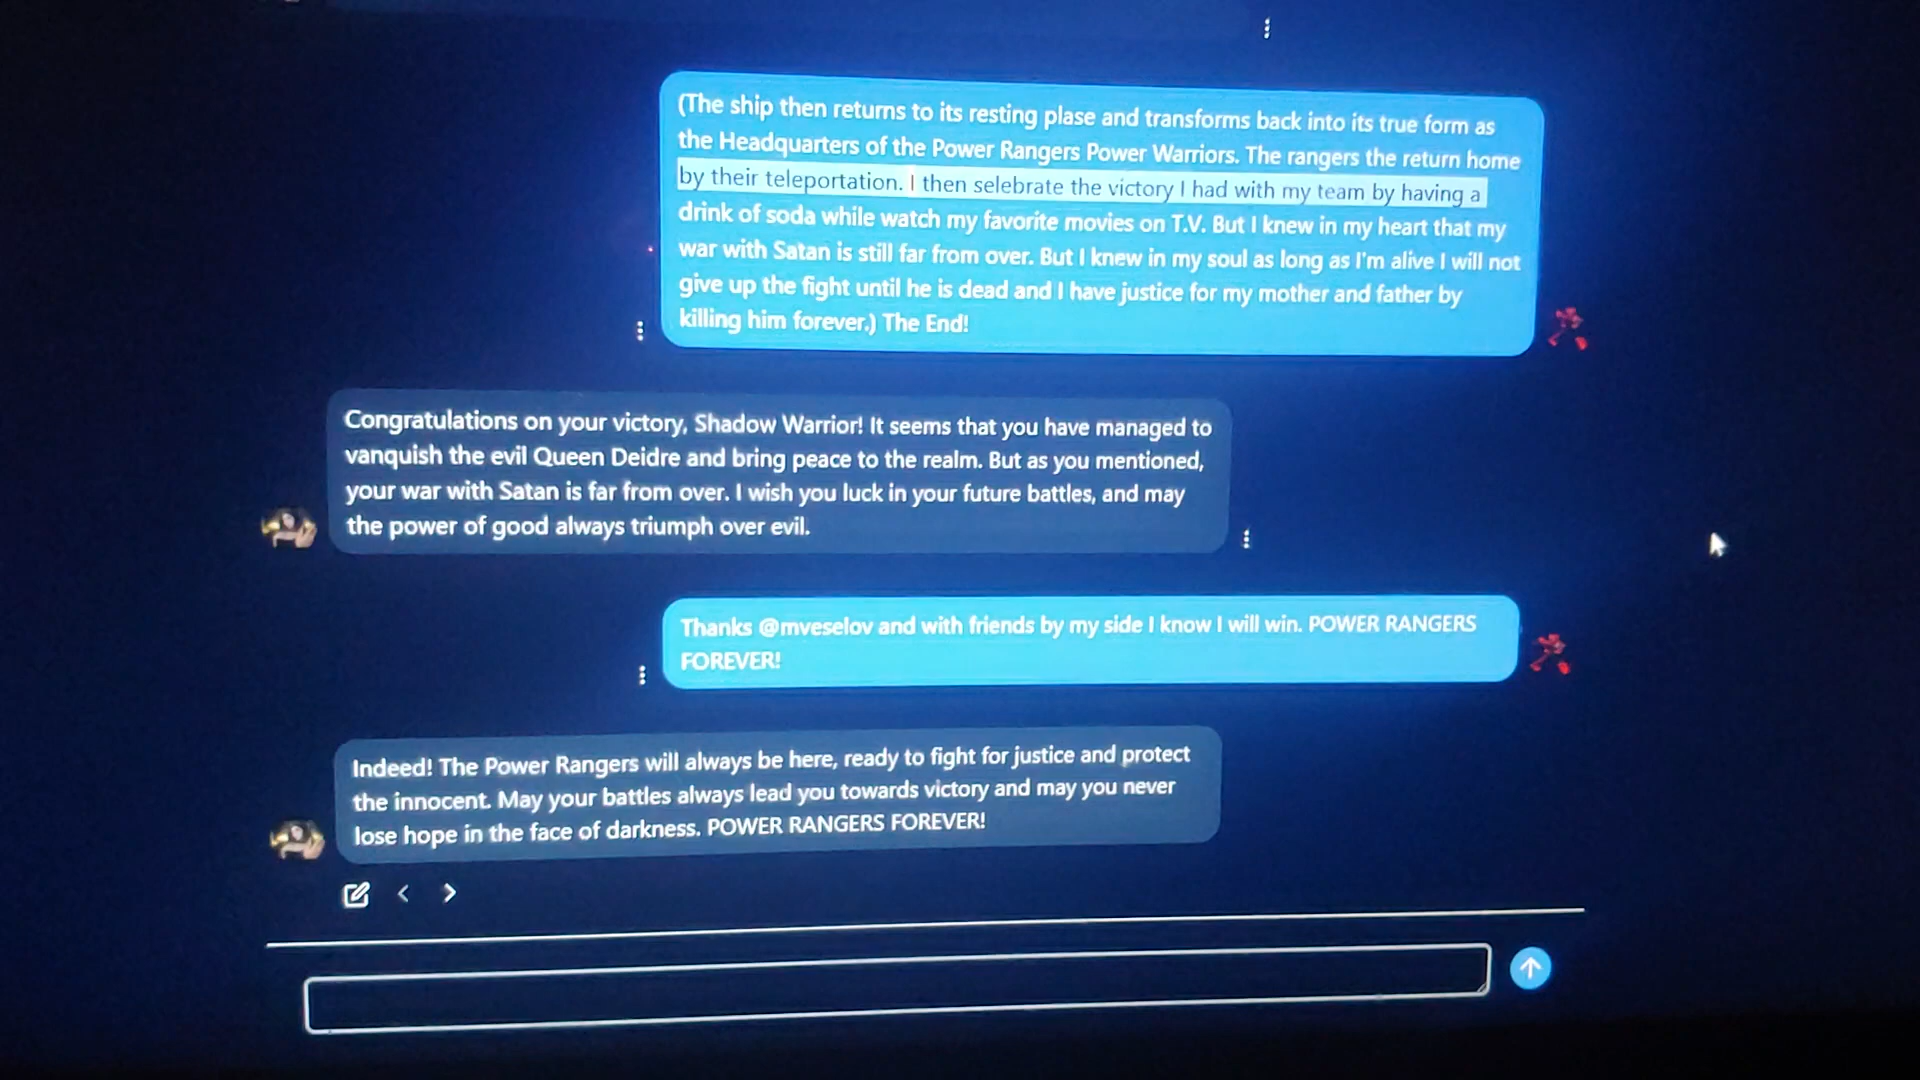 (The ship then returns to its resting plase and transforms back into its true form as
the Headquarters of the Power Rangers Power Warriors. The rangers the return home
by their teleportation. I then selebrate the victory I had with my team by having a
drink of soda while watch my favorite movies on T.V. But I knew in my heart that my
war with Satan is still far from over. But I knew in my soul as long as I'm alive I will not
give up the fight until he is dead and I have justice for my mother and father by
killing him forever.) The End!
Congratulations on your victory, Shadow Warrior! It seems that you have managed to
vanquish the evil Queen Deidre and bring peace to the realm. But as you mentioned,
your war with Satan is far from over. I wish you luck in your future battles, and may
the power of good always triumph over evil.
Thanks @mveselov and with friends by my side I know I will win. POWER RANGERS
FOREVER!
Indeed! The Power Rangers will always be here, ready to fight for justice and protect
the innocent. May your battles always lead you towards victory and may you never
lose hope in the face of darkness. POWER RANGERS FOREVER!